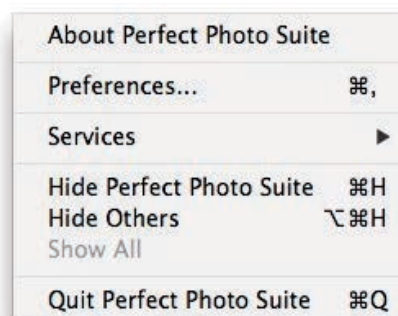 About Perfect Photo Suite
Preferences... ⌘,
Services ▶
Hide Perfect Photo Suite ⌘H
Hide Others ⌥⌘H
Show All
Quit Perfect Photo Suite ⌘Q